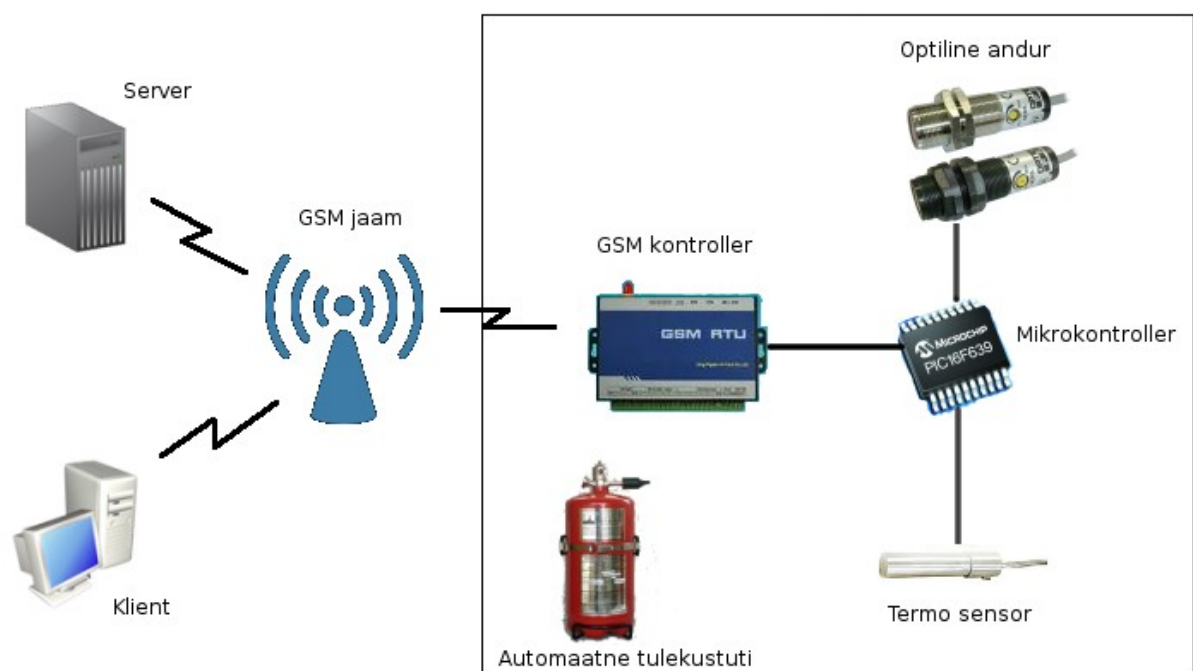 Optiline andur
Server
GSM jaam
GSM kontroller
GSM RTU
MICROCHIP
PIC16F639
Mikrokontroller
Klient
Termo sensor
Automaatne tulekustuti